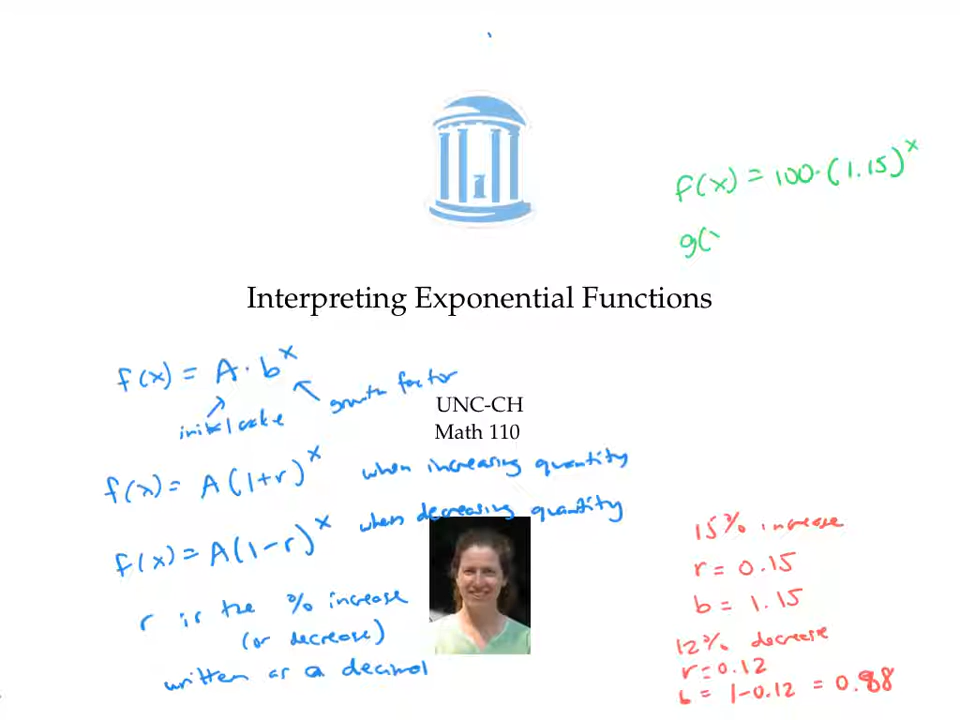 f(x) = 100·(1.15)^x
g(
Interpreting Exponential Functions
f(x) = A · b^x
growth factor
initial value
UNC-CH
Math 110
f(x) = A(1+r)^x when increasing quantity
f(x) = A(1-r)^x when decreasing quantity
r is the % increase
(or decrease)
written as a decimal
15% increase
r = 0.15
b = 1.15
12% decrease
r = 0.12
b = 1-0.12 = 0.88